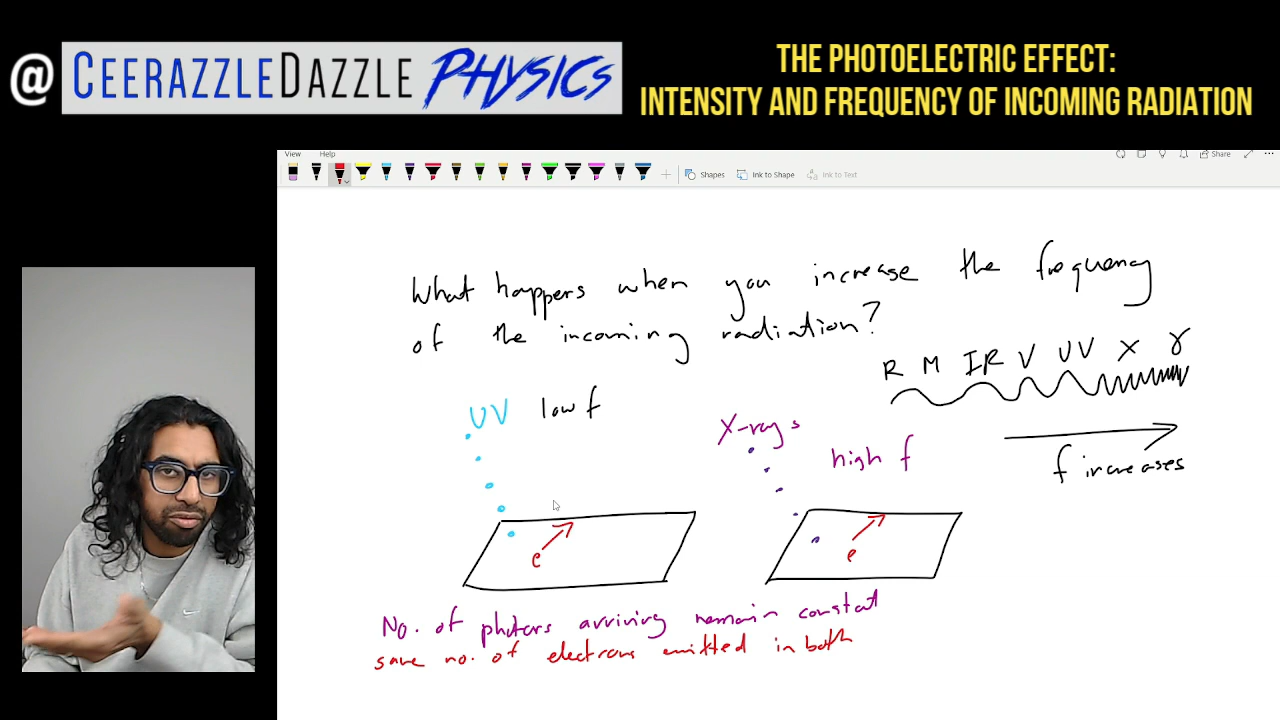 @ CEERAZZLEDAZZLE PHYSICS
THE PHOTOELECTRIC EFFECT:
INTENSITY AND FREQUENCY OF INCOMING RADIATION
View Help
Share
Shapes Ink to Shape Ink to Text
What happens when you increase the frequency
of the incoming radiation?
R M IR V UV X γ
f increases
UV low f
X-rays
high f
e
e
No. of photons arriving remain constant
same no. of electrons emitted in both